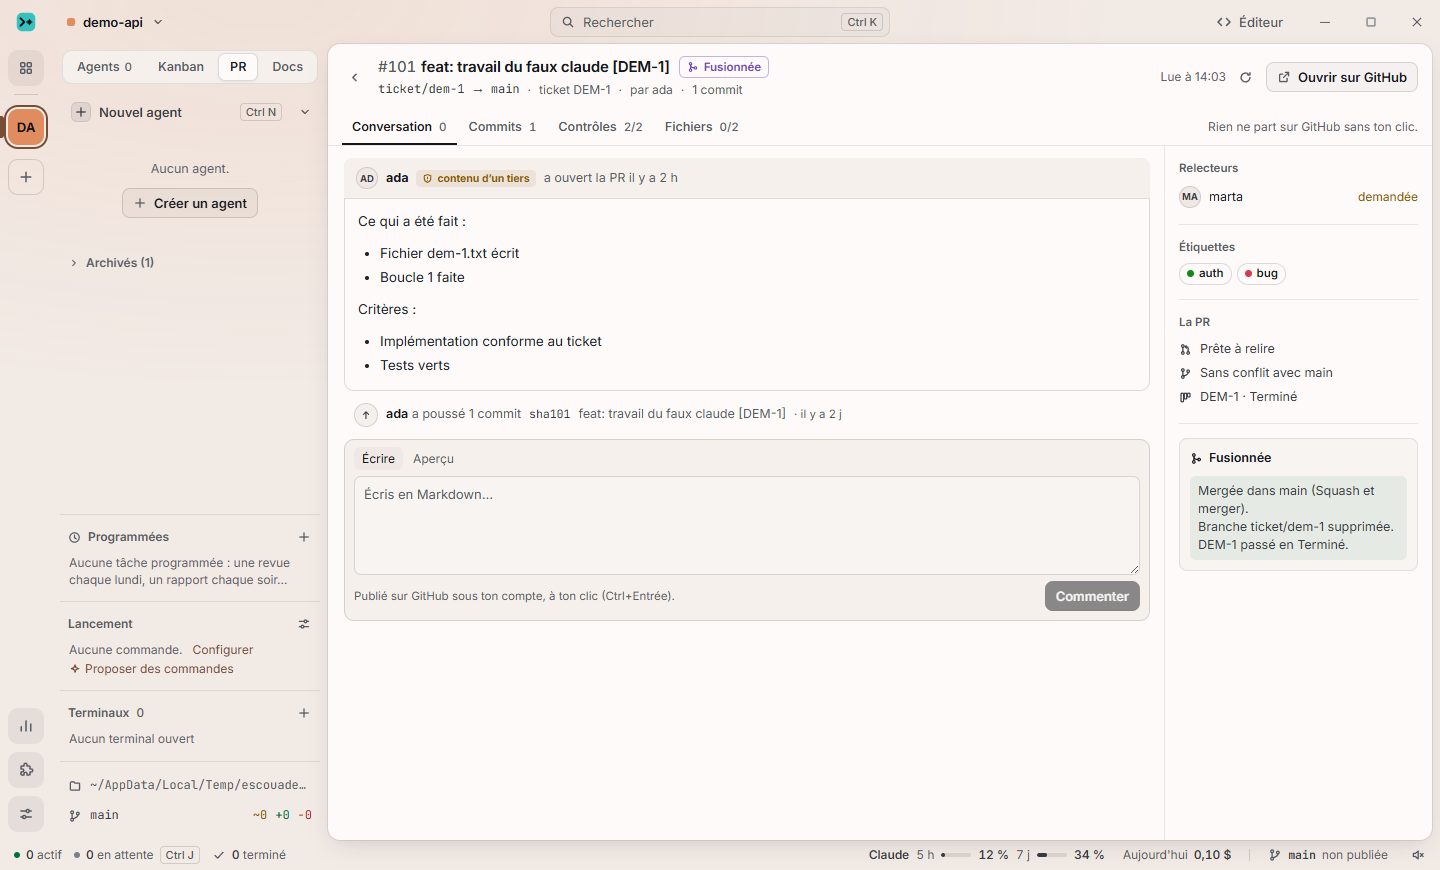 demo-api
Rechercher
Ctrl K
Éditeur
Agents 0
Kanban
PR
Docs
DA
Nouvel agent
Ctrl N
Aucun agent.
Créer un agent
Archivés (1)
Programmées
Aucune tâche programmée : une revue
chaque lundi, un rapport chaque soir…
Lancement
Aucune commande. Configurer
Proposer des commandes
Terminaux 0
Aucun terminal ouvert
~/AppData/Local/Temp/escouade…
main ~0 +0 -0
#101 feat: travail du faux claude [DEM-1]
Fusionnée
ticket/dem-1 → main · ticket DEM-1 · par ada · 1 commit
Lue à 14:03
Ouvrir sur GitHub
Conversation 0
Commits 1
Contrôles 2/2
Fichiers 0/2
Rien ne part sur GitHub sans ton clic.
AD
ada
contenu d’un tiers
a ouvert la PR il y a 2 h
Ce qui a été fait :
• Fichier dem-1.txt écrit
• Boucle 1 faite
Critères :
• Implémentation conforme au ticket
• Tests verts
ada a poussé 1 commit sha101 feat: travail du faux claude [DEM-1] · il y a 2 j
Écrire
Aperçu
Écris en Markdown…
Publié sur GitHub sous ton compte, à ton clic (Ctrl+Entrée).
Commenter
Relecteurs
MA
marta
demandée
Étiquettes
auth
bug
La PR
Prête à relire
Sans conflit avec main
DEM-1 · Terminé
Fusionnée
Mergée dans main (Squash et
merger).
Branche ticket/dem-1 supprimée.
DEM-1 passé en Terminé.
0 actif
0 en attente
Ctrl J
0 terminé
Claude 5 h 12 % 7 j 34 %
Aujourd'hui 0,10 $
main non publiée